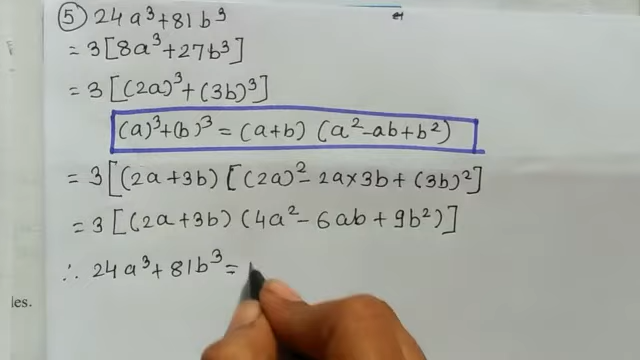 ⑤ 24a³+81b³
= 3[8a³+27b³]
= 3[(2a)³+(3b)³]
(a)³+(b)³ = (a+b) (a²-ab+b²)
= 3[(2a+3b) [(2a)²-2a×3b+(3b)²]
= 3[(2a+3b) (4a²-6ab+9b²)]
∴ 24a³+81b³=
les.